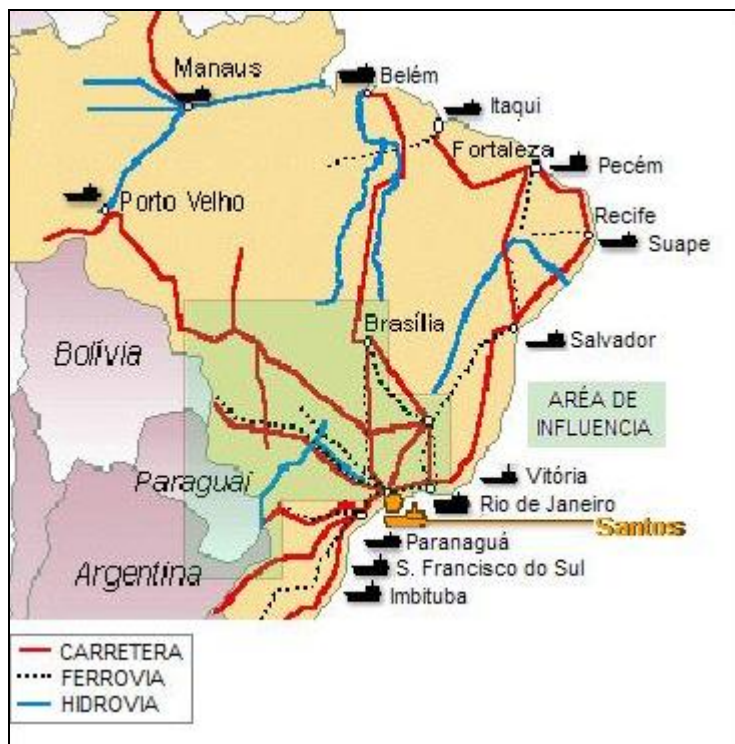 Manaus
Belém
Itaqui
Fortaleza
Pecém
Porto Velho
Recife
Suape
Brasília
Salvador
Bolívia
ARÉA DE
INFLUENCIA
Paraguai
Vitória
Rio de Janeiro
Santos
Paranaguá
Argentina
S. Francisco do Sul
Imbituba
CARRETERA
FERROVIA
HIDROVIA